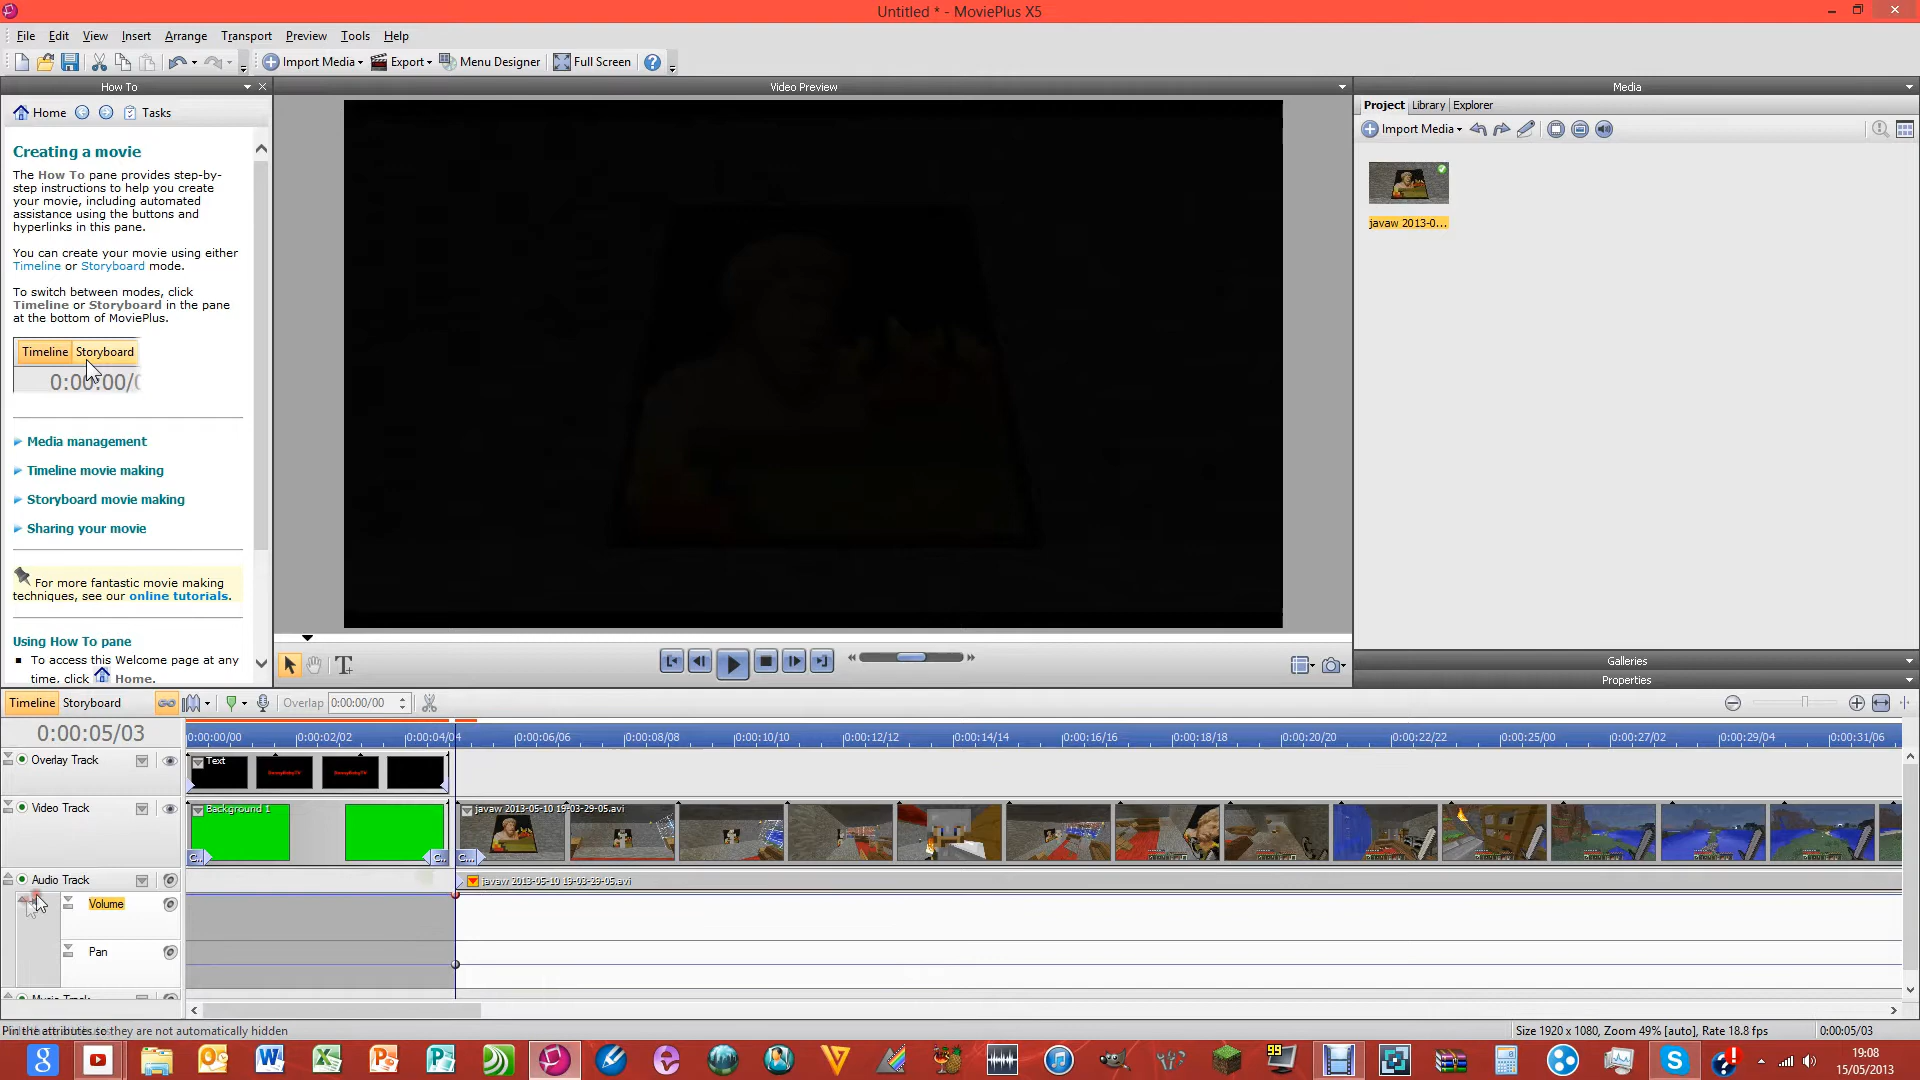 Untitled * - MoviePlus X5
File Edit View Insert Arrange Transport Preview Tools Help
Import Media Export Menu Designer Full Screen
How To
Video Preview
Media
Home Tasks
Project Library Explorer
Import Media
Creating a movie
The How To pane provides step-by-
step instructions to help you create
your movie, including automated
assistance using the buttons and
hyperlinks in this pane.
You can create your movie using either
Timeline or Storyboard mode.
To switch between modes, click
Timeline or Storyboard in the pane
at the bottom of MoviePlus.
Timeline Storyboard
0:00:00/0
javaw 2013-0...
Media management
Timeline movie making
Storyboard movie making
Sharing your movie
For more fantastic movie making
techniques, see our online tutorials.
Using How To pane
To access this Welcome page at any
time, click Home.
Galleries
Properties
Timeline Storyboard Overlap 0:00:00/00
0:00:05/03
0:00:00/00 0:00:02/02 0:00:04/04 0:00:06/06 0:00:08/08 0:00:10/10 0:00:12/12 0:00:14/14 0:00:16/16 0:00:18/18 0:00:20/20 0:00:22/22 0:00:25/00 0:00:27/02 0:00:29/04 0:00:31/06
Overlay Track
Text
Video Track
Background 1
javaw 2013-05-10 19-03-29-05.avi
C... C... C...
Audio Track
javaw 2013-05-10 19-03-29-05.avi
Volume
Pan
Music Track
Pin the attributes so they are not automatically hidden
Size 1920 x 1080, Zoom 49% [auto], Rate 18.8 fps 0:00:05/03
99
19:08
15/05/2013